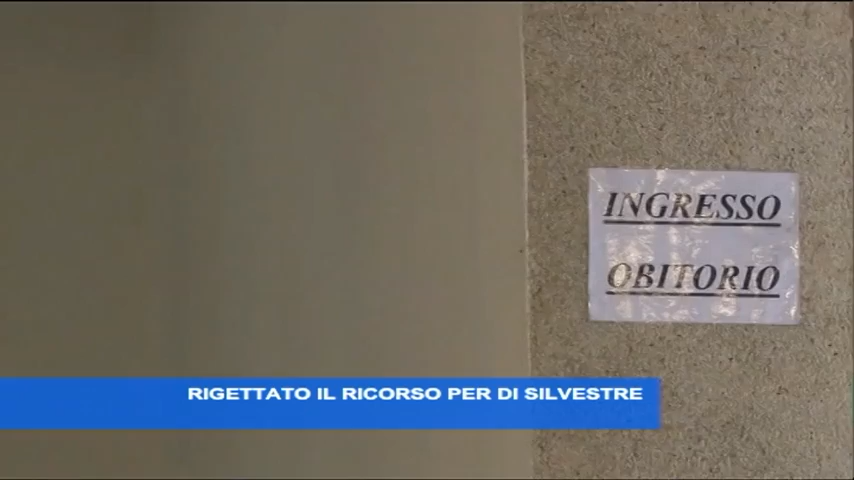 INGRESSO
OBITORIO
RIGETTATO IL RICORSO PER DI SILVESTRE